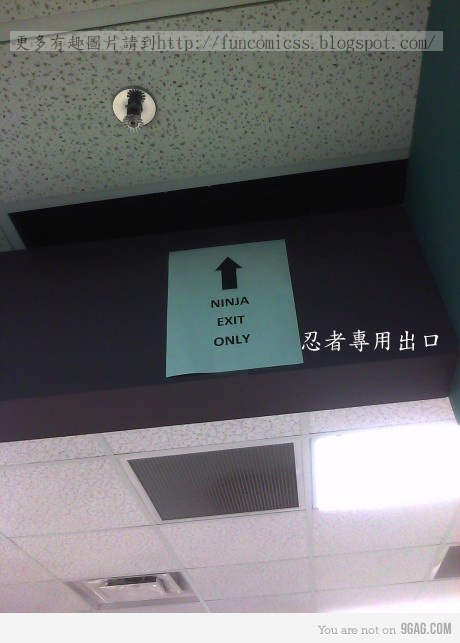 更多有趣圖片請到http://funcomicss.blogspot.com/
NINJA
EXIT
ONLY
忍者專用出口
You are not on 9GAG.COM